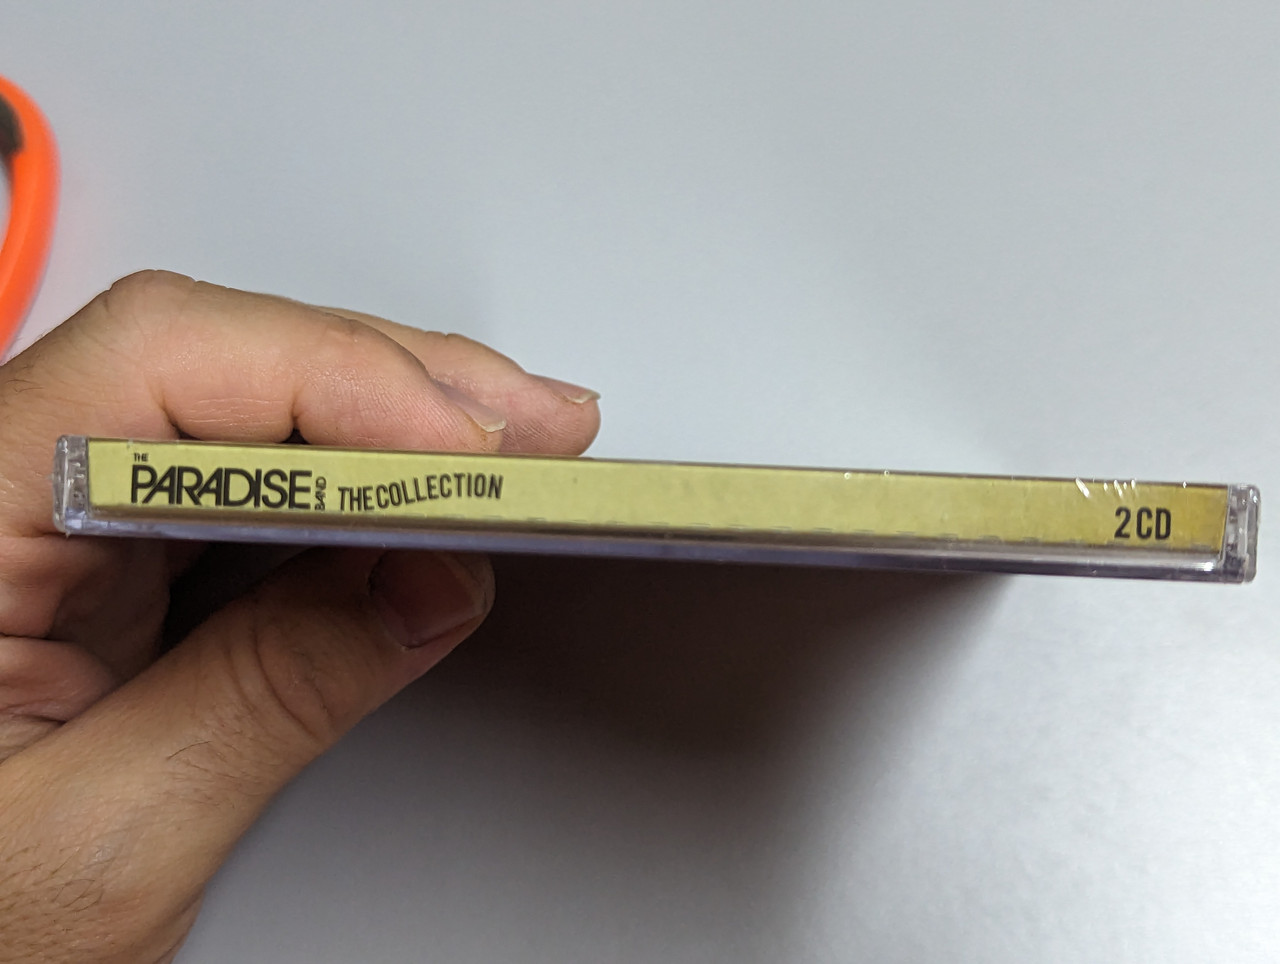 THE PARADISE BAND THE COLLECTION 2CD